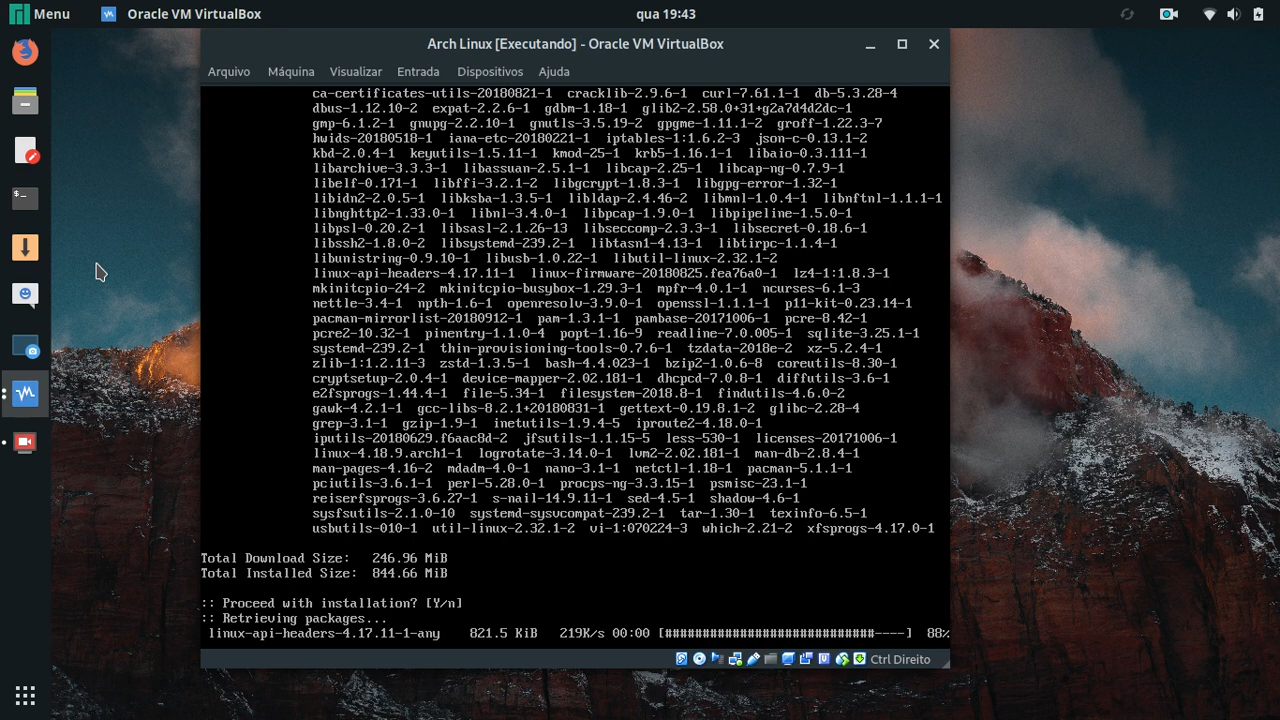 Menu
Oracle VM VirtualBox
qua 19:43
Arch Linux [Executando] - Oracle VM VirtualBox
Arquivo Máquina Visualizar Entrada Dispositivos Ajuda
ca-certificates-utils-20180821-1 cracklib-2.9.6-1 curl-7.61.1-1 db-5.3.28-4
dbus-1.12.10-2 expat-2.2.6-1 gdbm-1.18-1 glib2-2.58.0+31+g2a7d4d2dc-1
gmp-6.1.2-1 gnupg-2.2.10-1 gnutls-3.5.19-2 gpgme-1.11.1-2 groff-1.22.3-7
hwids-20180518-1 iana-etc-20180221-1 iptables-1:1.6.2-3 json-c-0.13.1-2
kbd-2.0.4-1 keyutils-1.5.11-1 kmod-25-1 krb5-1.16.1-1 libaio-0.3.111-1
libarchive-3.3.3-1 libassuan-2.5.1-1 libcap-2.25-1 libcap-ng-0.7.9-1
libelf-0.171-1 libffi-3.2.1-2 libgcrypt-1.8.3-1 libgpg-error-1.32-1
libidn2-2.0.5-1 libksba-1.3.5-1 libldap-2.4.46-2 libmnl-1.0.4-1 libnftnl-1.1.1-1
libnghttp2-1.33.0-1 libnl-3.4.0-1 libpcap-1.9.0-1 libpipeline-1.5.0-1
libpsl-0.20.2-1 libsasl-2.1.26-13 libseccomp-2.3.3-1 libsecret-0.18.6-1
libssh2-1.8.0-2 libsystemd-239.2-1 libtasn1-4.13-1 libtirpc-1.1.4-1
libunistring-0.9.10-1 libusb-1.0.22-1 libutil-linux-2.32.1-2
linux-api-headers-4.17.11-1 linux-firmware-20180825.fea76a0-1 lz4-1:1.8.3-1
mkinitcpio-24-2 mkinitcpio-busybox-1.29.3-1 mpfr-4.0.1-1 ncurses-6.1-3
nettle-3.4-1 npth-1.6-1 openresolv-3.9.0-1 openssl-1.1.1-1 p11-kit-0.23.14-1
pacman-mirrorlist-20180912-1 pam-1.3.1-1 pambase-20171006-1 pcre-8.42-1
pcre2-10.32-1 pinentry-1.1.0-4 popt-1.16-9 readline-7.0.005-1 sqlite-3.25.1-1
systemd-239.2-1 thin-provisioning-tools-0.7.6-1 tzdata-2018e-2 xz-5.2.4-1
zlib-1:1.2.11-3 zstd-1.3.5-1 bash-4.4.023-1 bzip2-1.0.6-8 coreutils-8.30-1
cryptsetup-2.0.4-1 device-mapper-2.02.181-1 dhcpcd-7.0.8-1 diffutils-3.6-1
e2fsprogs-1.44.4-1 file-5.34-1 filesystem-2018.8-1 findutils-4.6.0-2
gawk-4.2.1-1 gcc-libs-8.2.1+20180831-1 gettext-0.19.8.1-2 glibc-2.28-4
grep-3.1-1 gzip-1.9-1 inetutils-1.9.4-5 iproute2-4.18.0-1
iputils-20180629.f6aac8d-2 jfsutils-1.1.15-5 less-530-1 licenses-20171006-1
linux-4.18.9.arch1-1 logrotate-3.14.0-1 lvm2-2.02.181-1 man-db-2.8.4-1
man-pages-4.16-2 mdadm-4.0-1 nano-3.1-1 netctl-1.18-1 pacman-5.1.1-1
pciutils-3.6.1-1 perl-5.28.0-1 procps-ng-3.3.15-1 psmisc-23.1-1
reiserfsprogs-3.6.27-1 s-nail-14.9.11-1 sed-4.5-1 shadow-4.6-1
sysfsutils-2.1.0-10 systemd-sysvcompat-239.2-1 tar-1.30-1 texinfo-6.5-1
usbutils-010-1 util-linux-2.32.1-2 vi-1:070224-3 which-2.21-2 xfsprogs-4.17.0-1
Total Download Size: 246.96 MiB
Total Installed Size: 844.66 MiB
:: Proceed with installation? [Y/n]
:: Retrieving packages...
linux-api-headers-4.17.11-1-any 821.5 KiB 219K/s 00:00 [############################----] 88%
Ctrl Direito